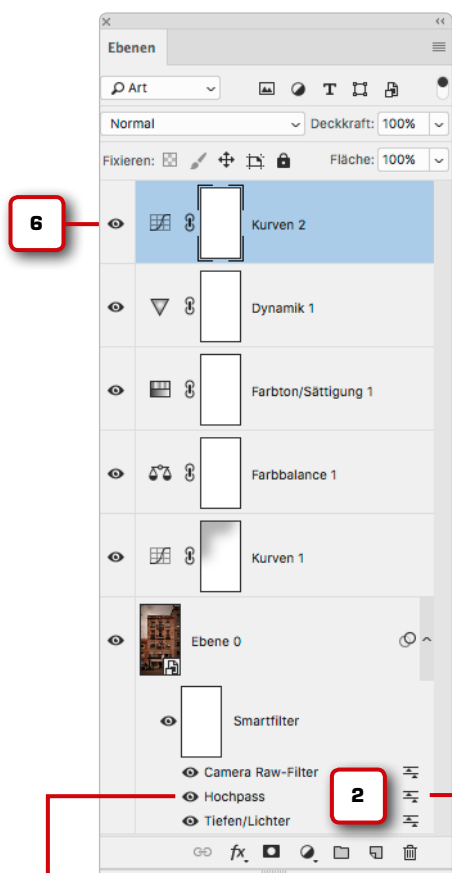 Ebenen
Art
T
Normal Deckkraft: 100%
Fixieren: Fläche: 100%
6
Kurven 2
Dynamik 1
Farbton/Sättigung 1
Farbbalance 1
Kurven 1
Ebene 0
Smartfilter
Camera Raw-Filter
Hochpass
2
Tiefen/Lichter
fx